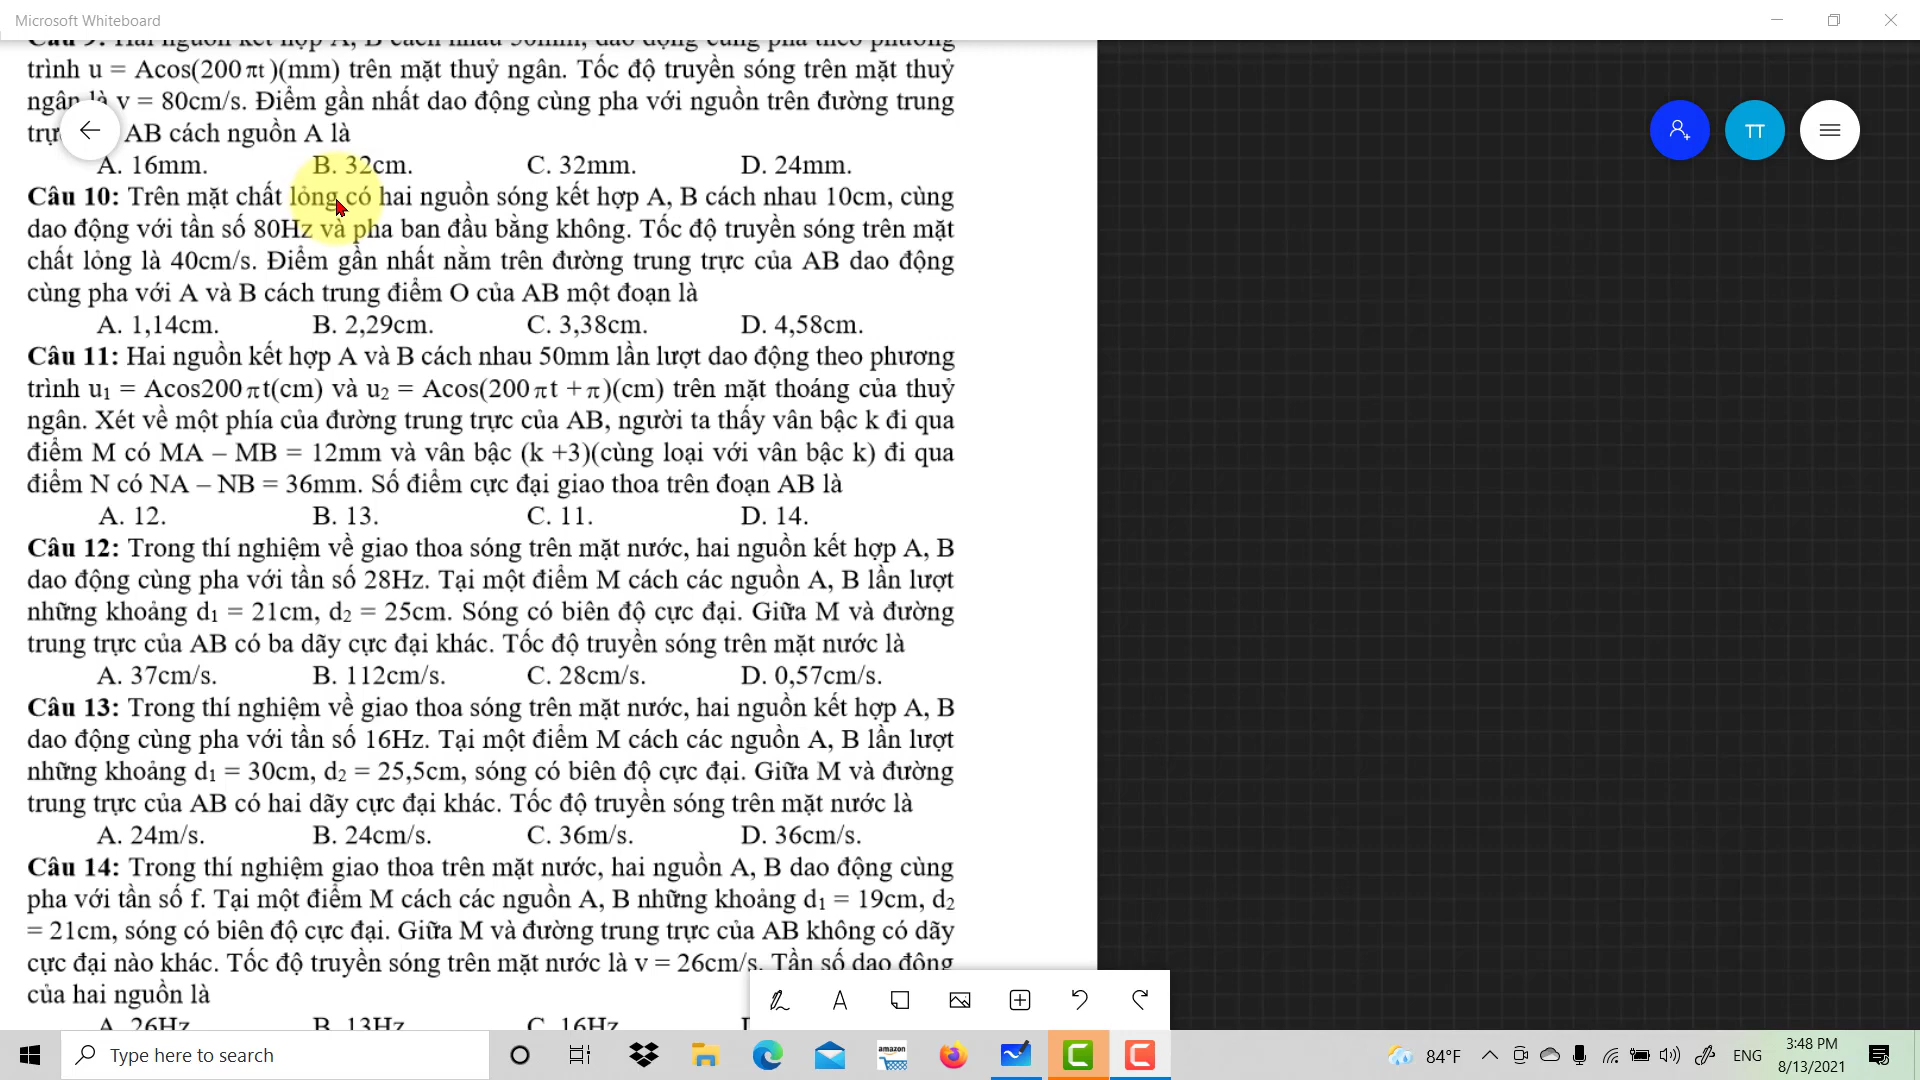 Microsoft Whiteboard
Câu 9: Hai nguồn kết hợp A, B cách nhau 50mm, dao động cùng pha theo phương
trình u = Acos(200πt)(mm) trên mặt thuỷ ngân. Tốc độ truyền sóng trên mặt thuỷ
ngân là v = 80cm/s. Điểm gần nhất dao động cùng pha với nguồn trên đường trung
AB cách nguồn A là
A. 16mm. B. 32cm. C. 32mm. D. 24mm.
Câu 10: Trên mặt chất lỏng có hai nguồn sóng kết hợp A, B cách nhau 10cm, cùng
dao động với tần số 80Hz và pha ban đầu bằng không. Tốc độ truyền sóng trên mặt
chất lỏng là 40cm/s. Điểm gần nhất nằm trên đường trung trực của AB dao động
cùng pha với A và B cách trung điểm O của AB một đoạn là
A. 1,14cm. B. 2,29cm. C. 3,38cm. D. 4,58cm.
Câu 11: Hai nguồn kết hợp A và B cách nhau 50mm lần lượt dao động theo phương
trình u₁ = Acos200πt(cm) và u₂ = Acos(200πt +π)(cm) trên mặt thoáng của thuỷ
ngân. Xét về một phía của đường trung trực của AB, người ta thấy vân bậc k đi qua
điểm M có MA – MB = 12mm và vân bậc (k +3)(cùng loại với vân bậc k) đi qua
điểm N có NA – NB = 36mm. Số điểm cực đại giao thoa trên đoạn AB là
A. 12. B. 13. C. 11. D. 14.
Câu 12: Trong thí nghiệm về giao thoa sóng trên mặt nước, hai nguồn kết hợp A, B
dao động cùng pha với tần số 28Hz. Tại một điểm M cách các nguồn A, B lần lượt
những khoảng d₁ = 21cm, d₂ = 25cm. Sóng có biên độ cực đại. Giữa M và đường
trung trực của AB có ba dãy cực đại khác. Tốc độ truyền sóng trên mặt nước là
A. 37cm/s. B. 112cm/s. C. 28cm/s. D. 0,57cm/s.
Câu 13: Trong thí nghiệm về giao thoa sóng trên mặt nước, hai nguồn kết hợp A, B
dao động cùng pha với tần số 16Hz. Tại một điểm M cách các nguồn A, B lần lượt
những khoảng d₁ = 30cm, d₂ = 25,5cm, sóng có biên độ cực đại. Giữa M và đường
trung trực của AB có hai dãy cực đại khác. Tốc độ truyền sóng trên mặt nước là
A. 24m/s. B. 24cm/s. C. 36m/s. D. 36cm/s.
Câu 14: Trong thí nghiệm giao thoa trên mặt nước, hai nguồn A, B dao động cùng
pha với tần số f. Tại một điểm M cách các nguồn A, B những khoảng d₁ = 19cm, d₂
= 21cm, sóng có biên độ cực đại. Giữa M và đường trung trực của AB không có dãy
cực đại nào khác. Tốc độ truyền sóng trên mặt nước là v = 26cm/s. Tần số dao động
của hai nguồn là
A. 26Hz B. 13Hz C. 16Hz
TT
A
Type here to search
amazon
84°F
ENG
3:48 PM
8/13/2021